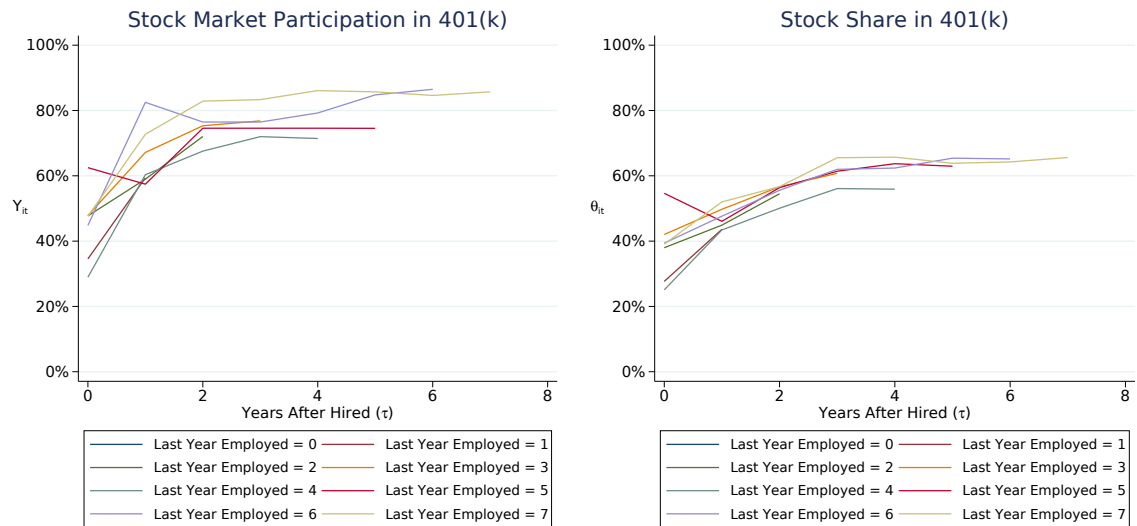 Stock Market Participation in 401(k)
100%
80%
60%
Y_it
40%
20%
0%
0 2 4 6 8
Years After Hired (τ)
Last Year Employed = 0 Last Year Employed = 1
Last Year Employed = 2 Last Year Employed = 3
Last Year Employed = 4 Last Year Employed = 5
Last Year Employed = 6 Last Year Employed = 7
Stock Share in 401(k)
100%
80%
60%
θ_it
40%
20%
0%
0 2 4 6 8
Years After Hired (τ)
Last Year Employed = 0 Last Year Employed = 1
Last Year Employed = 2 Last Year Employed = 3
Last Year Employed = 4 Last Year Employed = 5
Last Year Employed = 6 Last Year Employed = 7